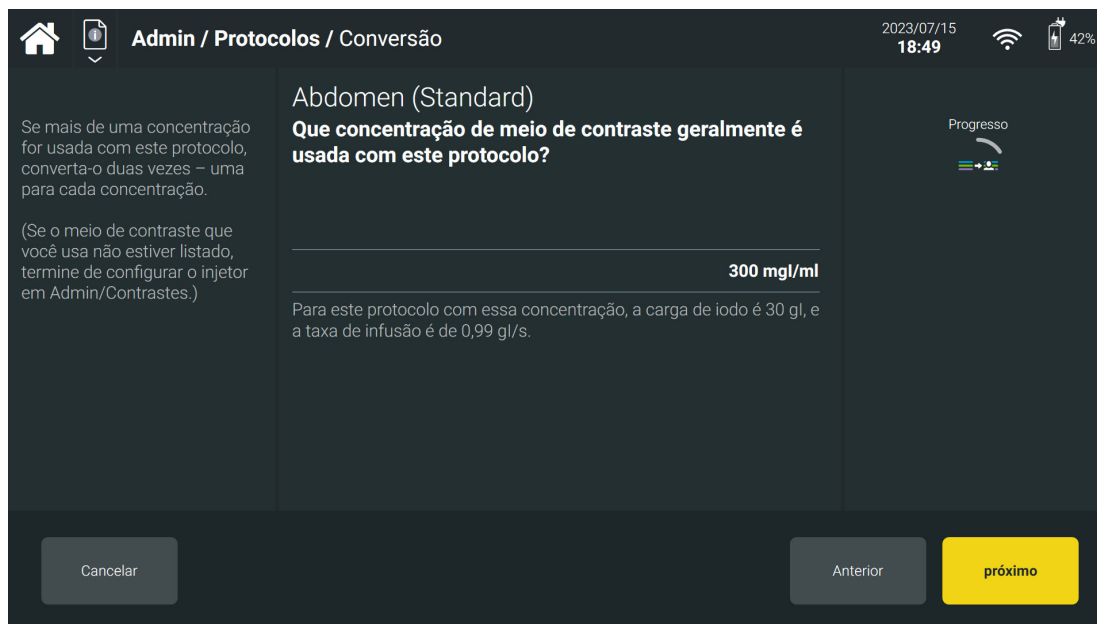 Admin / Protocolos / Conversão
2023/07/15
18:49
42%
Se mais de uma concentração
for usada com este protocolo,
converta-o duas vezes – uma
para cada concentração.
(Se o meio de contraste que
você usa não estiver listado,
termine de configurar o injetor
em Admin/Contrastes.)
Abdomen (Standard)
Que concentração de meio de contraste geralmente é
usada com este protocolo?
300 mgI/ml
Para este protocolo com essa concentração, a carga de iodo é 30 gI, e
a taxa de infusão é de 0,99 gI/s.
Progresso
Cancelar
Anterior
próximo